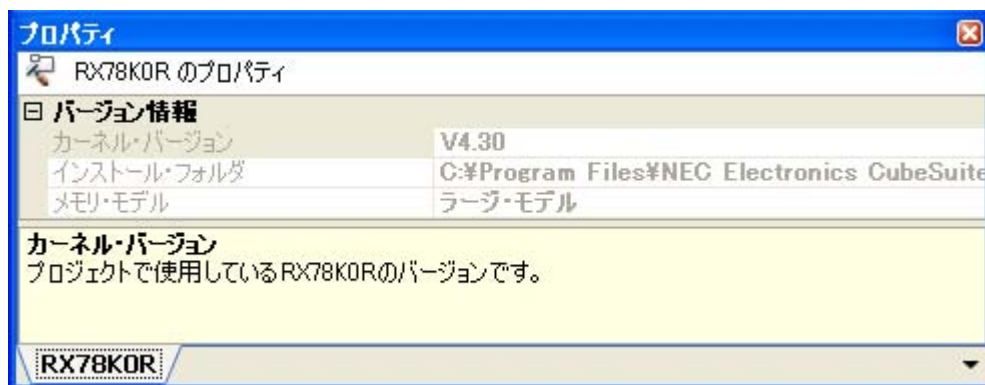 プロパティ
RX78K0R のプロパティ
バージョン情報
カーネル・バージョン V4.30
インストール・フォルダ C:¥Program Files¥NEC Electronics CubeSuite
メモリ・モデル ラージ・モデル
カーネル・バージョン
プロジェクトで使用しているRX78K0Rのバージョンです。
RX78K0R